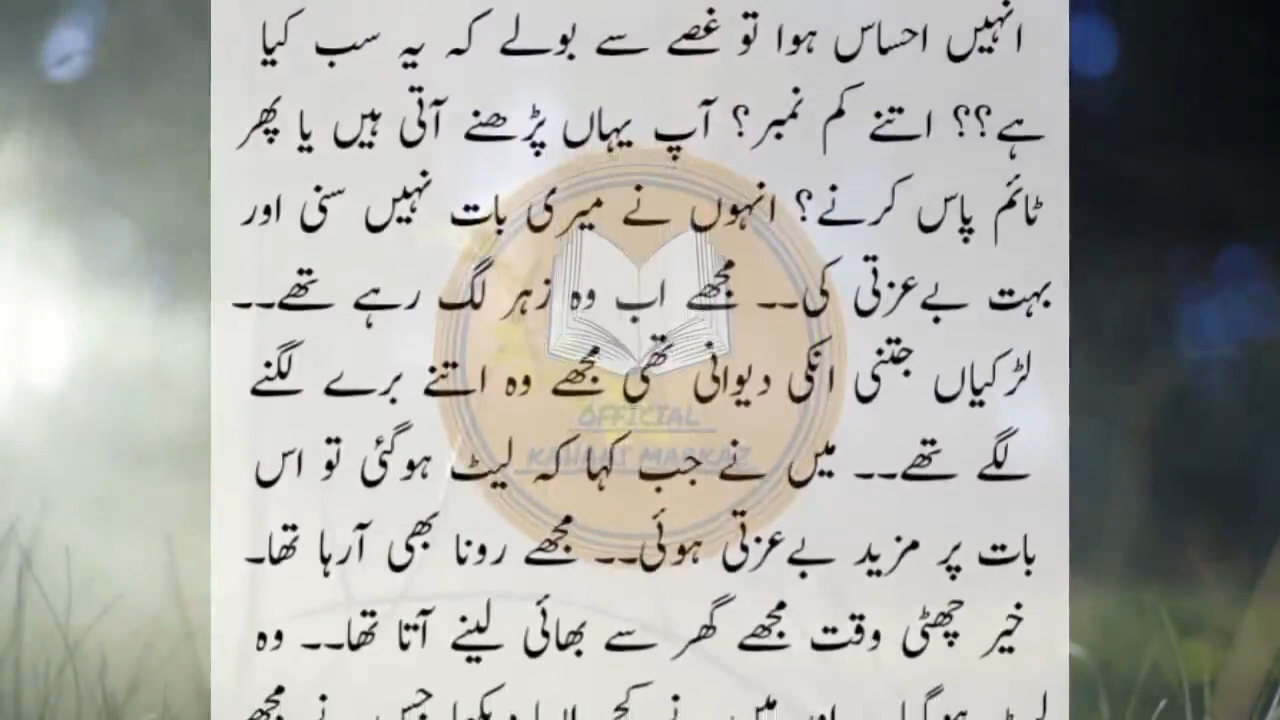 انہیں احساس ہوا تو غصے سے بولے کہ یہ سب کیا
ہے؟؟ اتنے کم نمبر؟ آپ یہاں پڑھنے آتی ہیں یا پھر
ٹائم پاس کرنے؟ انہوں نے میری بات نہیں سنی اور
بہت بےعزتی کی۔۔ مجھے اب وہ زہر لگ رہے تھے۔۔
لڑکیاں جتنی انکی دیوانی تھی مجھے وہ اتنے برے لگنے
لگے تھے۔۔ میں نے جب کہا کہ لیٹ ہوگئی تو اس
بات پر مزید بےعزتی ہوئی۔۔ مجھے رونا بھی آرہا تھا۔
خیر چھٹی وقت مجھے گھر سے بھائی لینے آتا تھا۔۔ وہ
OFFICIAL